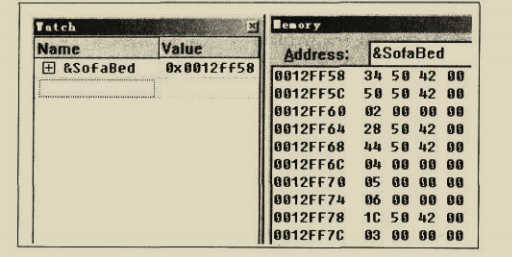 Watch
Name Value
&SofaBed 0x0012FF58
Memory
Address: &SofaBed
0012FF58 34 50 42 00
0012FF5C 50 50 42 00
0012FF60 02 00 00 00
0012FF64 28 50 42 00
0012FF68 44 50 42 00
0012FF6C 04 00 00 00
0012FF70 05 00 00 00
0012FF74 06 00 00 00
0012FF78 1C 50 42 00
0012FF7C 03 00 00 00